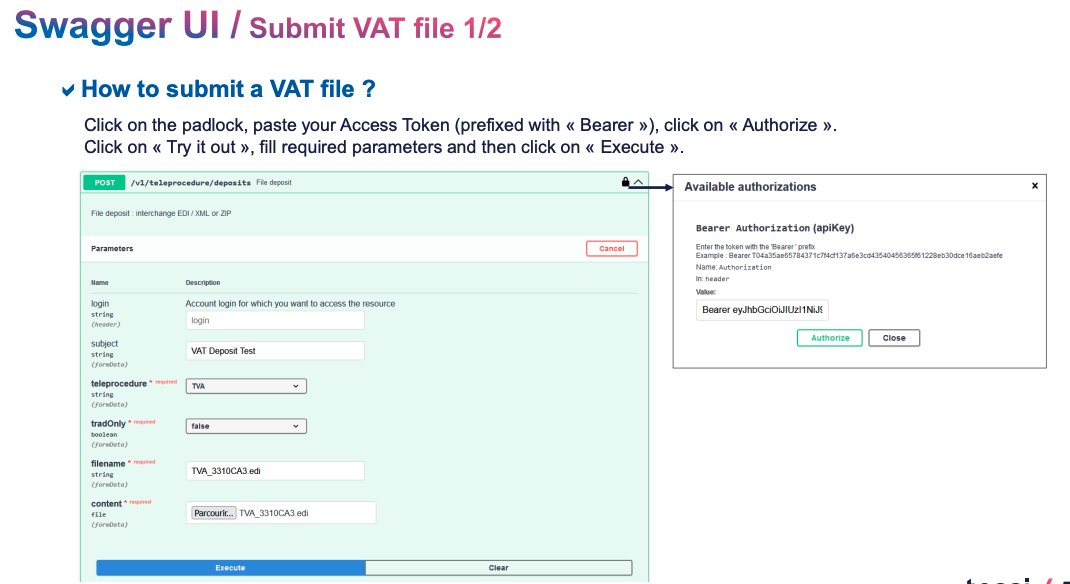 Swagger UI / Submit VAT file 1/2
How to submit a VAT file ?
Click on the padlock, paste your Access Token (prefixed with « Bearer »), click on « Authorize ».
Click on « Try it out », fill required parameters and then click on « Execute ».
POST /v1/teleprocedure/deposits File deposit
File deposit : interchange EDI / XML or ZIP
Parameters
Cancel
Name Description
login Account login for which you want to access the resource
string
(header)
login
subject
string
(formData)
VAT Deposit Test
teleprocedure * required
string
(formData)
TVA
tradOnly * required
boolean
(formData)
false
filename * required
string
(formData)
TVA_3310CA3.edi
content * required
file
(formData)
Parcourir... TVA_3310CA3.edi
Execute Clear
Available authorizations x
Bearer Authorization (apiKey)
Enter the token with the 'Bearer ' prefix
Example : Bearer
Name: Authorization
In: header
Value:
Authorize Close